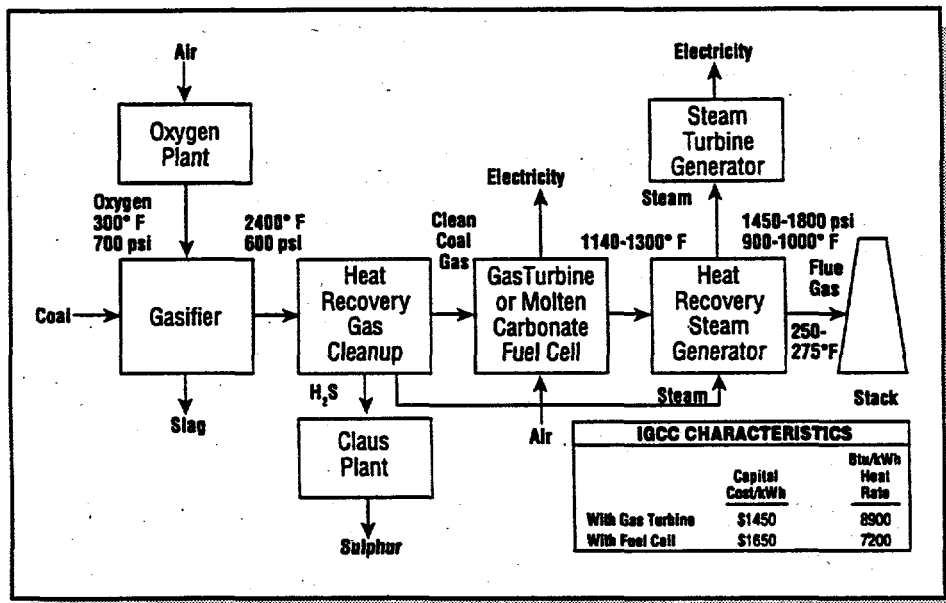 Air
Oxygen
Plant
Oxygen
300° F
700 psi
2400° F
600 psi
Coal
Gasifier
Slag
Heat
Recovery
Gas
Cleanup
H₂S
Claus
Plant
Sulphur
Clean
Coal
Gas
Electricity
GasTurbine
or Molten
Carbonate
Fuel Cell
Air
1140-1300° F
Electricity
Steam
Turbine
Generator
Steam
1450-1800 psi
900-1000° F
Heat
Recovery
Steam
Generator
Steam
Flue
Gas
250-
275°F
Stack
IGCC CHARACTERISTICS
Capital
Cost/kWh
Btu/kWh
Heat
Rate
With Gas Turbine $1450 8900
With Fuel Cell $1650 7200